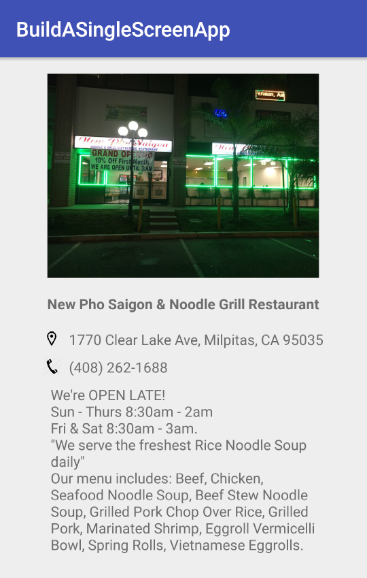 BuildASingleScreenApp
New Pho Saigon
GRAND
10% Off
WE ARE OPEN UNTIL 3AM
New Pho Saigon & Noodle Grill Restaurant
1770 Clear Lake Ave, Milpitas, CA 95035
(408) 262-1688
We're OPEN LATE!
Sun - Thurs 8:30am - 2am
Fri & Sat 8:30am - 3am.
"We serve the freshest Rice Noodle Soup
daily"
Our menu includes: Beef, Chicken,
Seafood Noodle Soup, Beef Stew Noodle
Soup, Grilled Pork Chop Over Rice, Grilled
Pork, Marinated Shrimp, Eggroll Vermicelli
Bowl, Spring Rolls, Vietnamese Eggrolls.